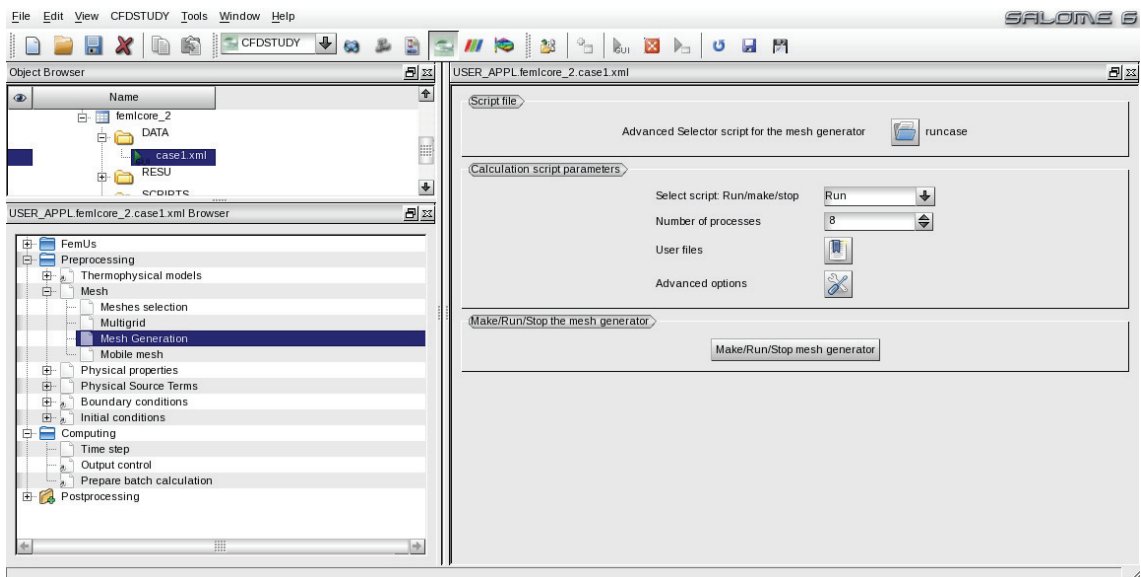 File Edit View CFDSTUDY Tools Window Help
SALOME 6
CFDSTUDY
Object Browser
Name
femlcore_2
DATA
case1.xml
RESU
SCRIPTS
USER_APPL.femlcore_2.case1.xml Browser
FemUs
Preprocessing
Thermophysical models
Mesh
Meshes selection
Multigrid
Mesh Generation
Mobile mesh
Physical properties
Physical Source Terms
Boundary conditions
Initial conditions
Computing
Time step
Output control
Prepare batch calculation
Postprocessing
USER_APPL.femlcore_2.case1.xml
Script file
Advanced Selector script for the mesh generator runcase
Calculation script parameters
Select script: Run/make/stop Run
Number of processes 8
User files
Advanced options
Make/Run/Stop the mesh generator
Make/Run/Stop mesh generator